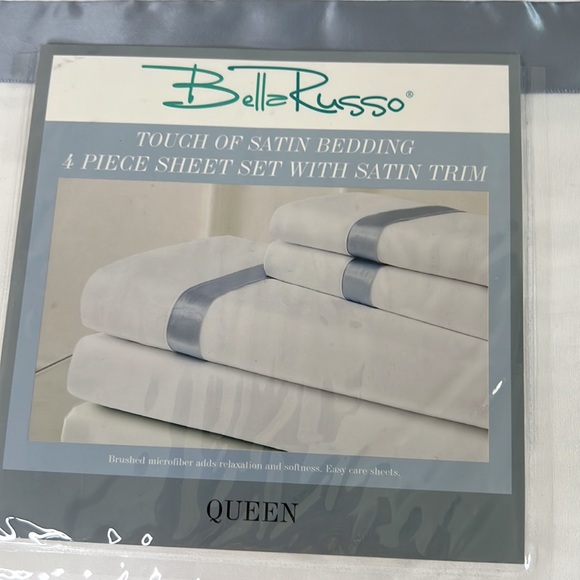 BellaRusso®
TOUCH OF SATIN BEDDING
4 PIECE SHEET SET WITH SATIN TRIM
Brushed microfiber adds relaxation and softness. Easy care sheets.
QUEEN